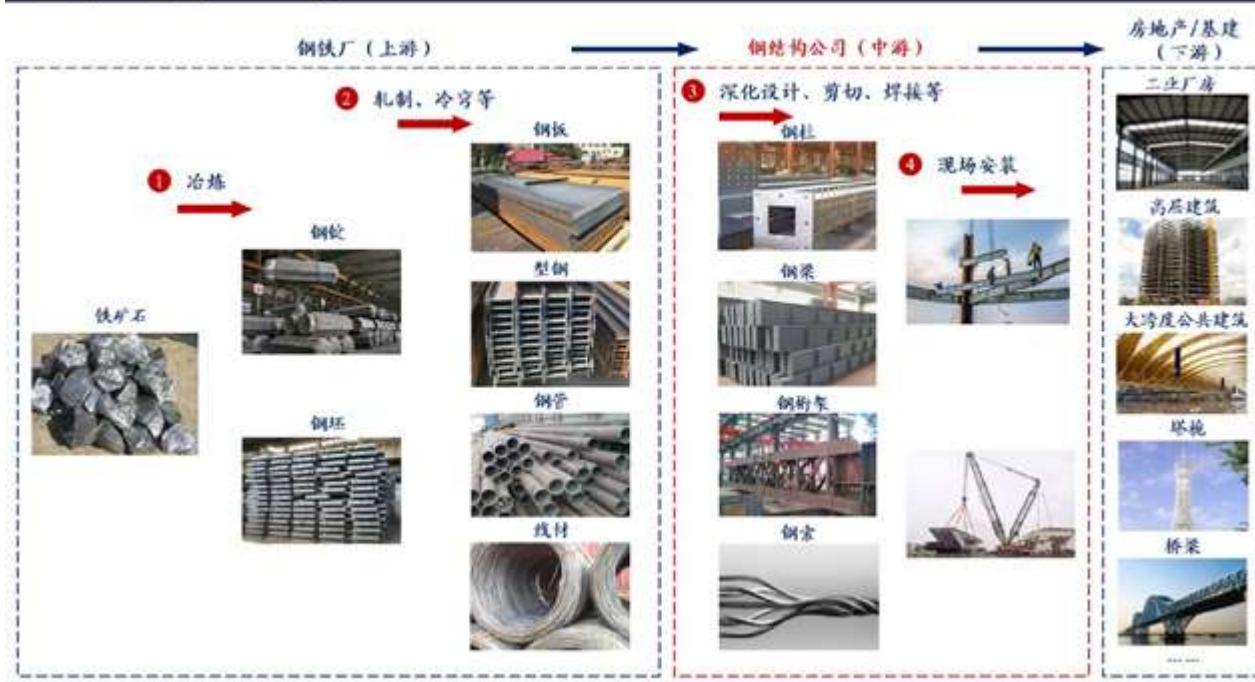 钢铁厂（上游）
钢结构公司（中游）
房地产/基建
（下游）
1 冶炼
2 轧制、冷弯等
3 深化设计、剪切、焊接等
4 现场安装
铁矿石
钢锭
钢坯
钢板
型钢
钢管
线材
钢柱
钢梁
钢桁架
钢索
工业厂房
高层建筑
大跨度公共建筑
塔桅
桥梁
……